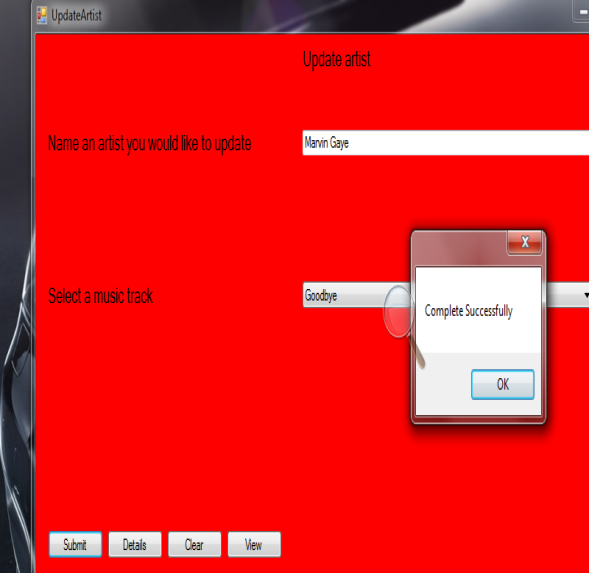 UpdateArtist
Update artist
Name an artist you would like to update
Marvin Gaye
X
Select a music track
Goodbye
Complete Successfully
OK
Submit
Details
Clear
View